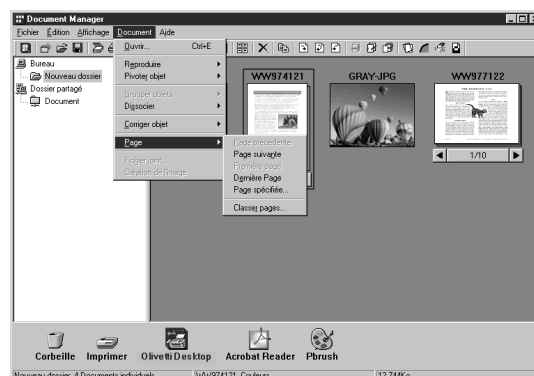 Document Manager
Fichier Édition Affichage Document Aide
Bureau
Nouveau dossier
Dossier partagé
Document
Ouvrir... Ctrl+E
Reproduire
Pivoter objet
Grouper objets
Dissocier
Corriger objet
Page
Fichier joint...
Création de l'image
Page précédente
Page suivante
Première page
Dernière Page
Page spécifiée...
Classer pages...
WW974121
GRAY-JPG
WW977122
1/10
Corbeille Imprimer Olivetti Desktop Acrobat Reader Pbrush
Nouveau dossier, 4 Documents individuels WW974121, Couleurs 12,744Ko